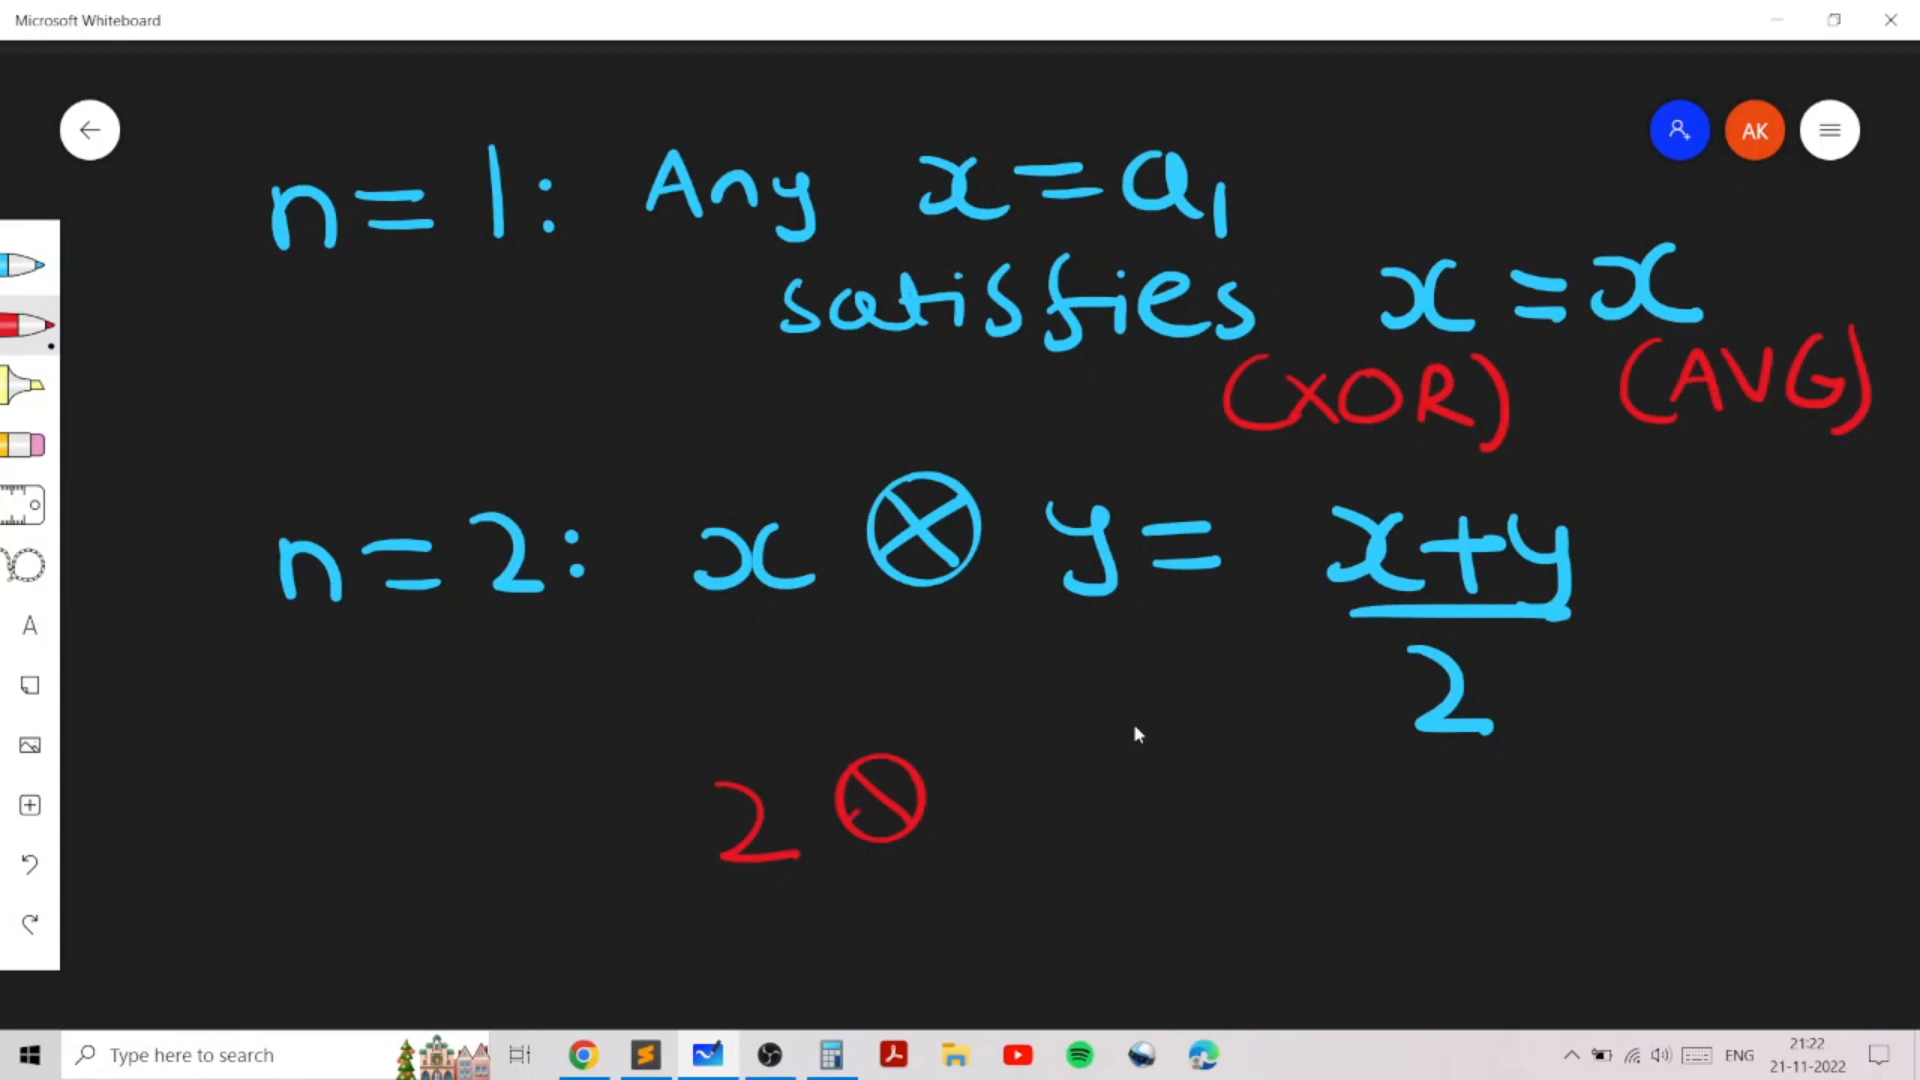 Microsoft Whiteboard
AK
n = 1 : Any x = a₁
satisfies x = x
(XOR) (AVG)
n = 2 : x ⊗ y = x+y
2
2 ⦸
A
Type here to search
ENG
21:22
21-11-2022